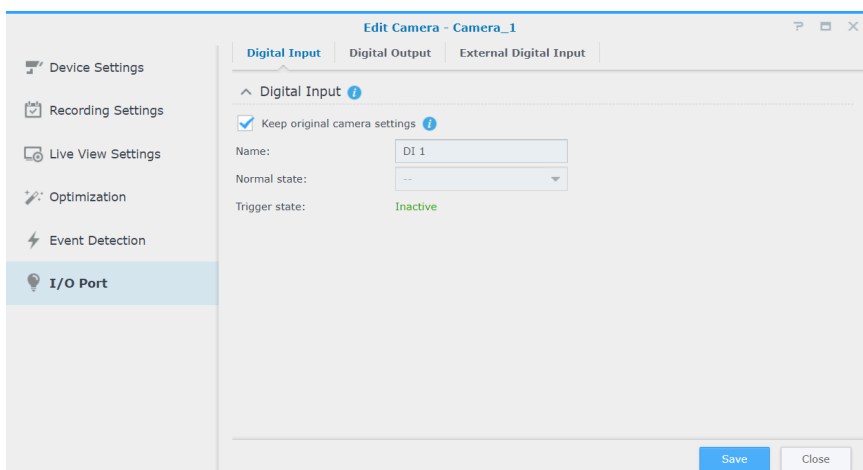 Edit Camera - Camera_1
Device Settings
Recording Settings
Live View Settings
Optimization
Event Detection
I/O Port
Digital Input Digital Output External Digital Input
Digital Input
Keep original camera settings
Name: DI 1
Normal state: --
Trigger state: Inactive
Save Close